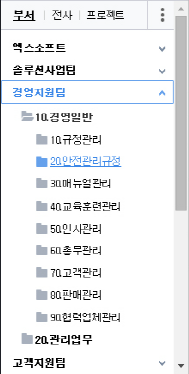 부서 | 전사 | 프로젝트
엑스소프트
솔루션사업팀
경영지원팀
10.경영일반
10.규정관리
20.안전관리규정
30.매뉴얼관리
40.교육훈련관리
50.인사관리
60.총무관리
70.고객관리
80.판매관리
90.협력업체관리
20.관리업무
고객지원팀